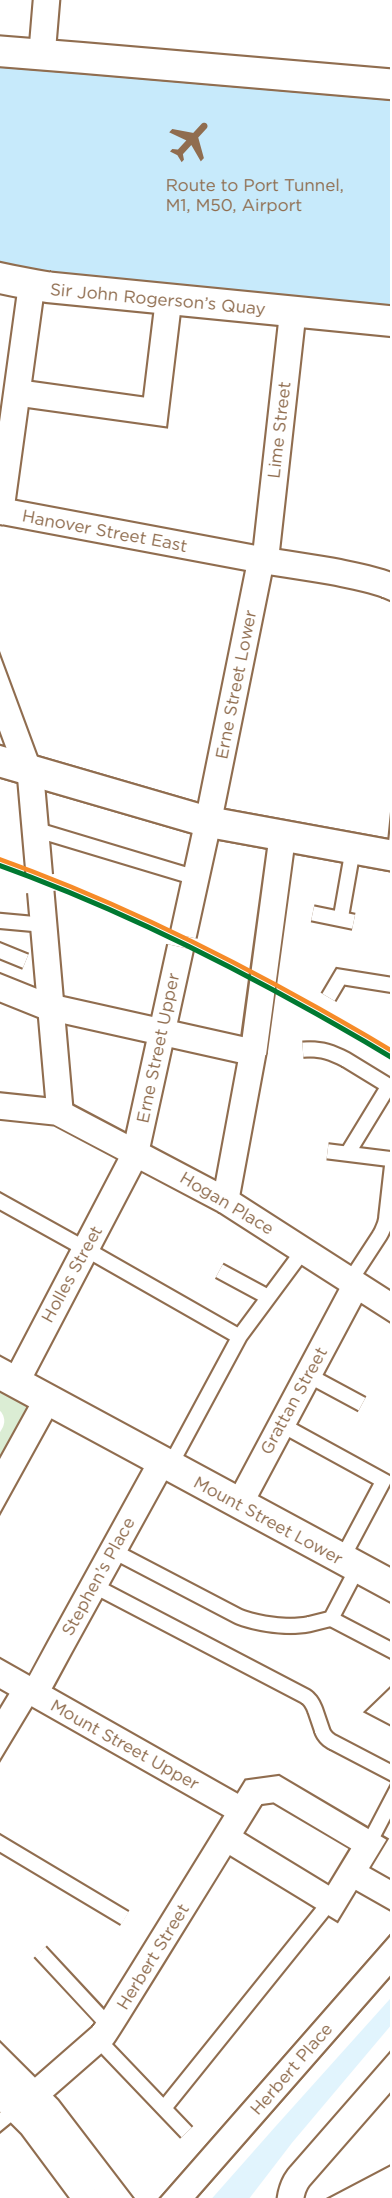 Route to Port Tunnel,
M1, M50, Airport
Sir John Rogerson's Quay
Lime Street
Hanover Street East
Erne Street Lower
Erne Street Upper
Hogan Place
Holles Street
Grattan Street
Mount Street Lower
Stephen's Place
Mount Street Upper
Herbert Street
Herbert Place